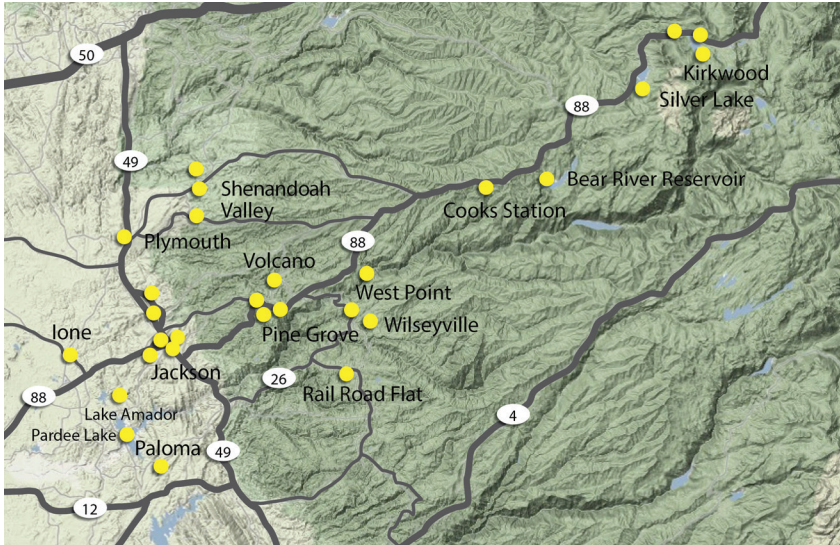 50
Kirkwood
Silver Lake
88
49
Shenandoah
Valley
Bear River Reservoir
Cooks Station
Plymouth
88
Volcano
West Point
Ione
Pine Grove
Wilseyville
Jackson
26
Rail Road Flat
88
Lake Amador
4
Pardee Lake
Paloma
49
12